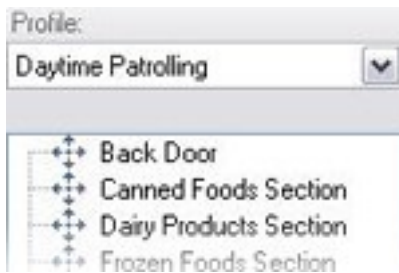 Profile:
Daytime Patrolling
Back Door
Canned Foods Section
Dairy Products Section
Frozen Foods Section